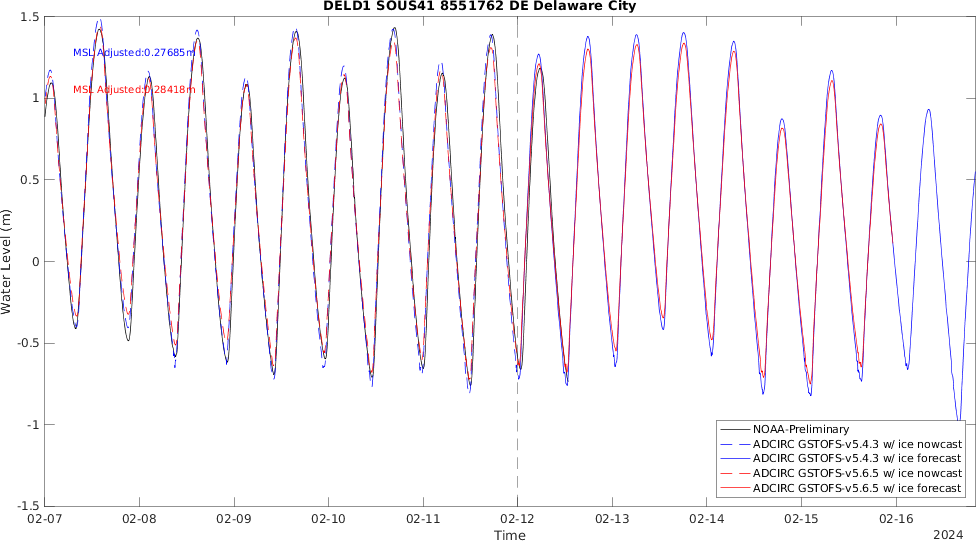 DELD1 SOUS41 8551762 DE Delaware City
1.5
MSL Adjusted:0.27685m
MSL Adjusted:0.28418m
1
0.5
0
-0.5
-1
-1.5
Water Level (m)
NOAA-Preliminary
ADCIRC GSTOFS-v5.4.3 w/ ice nowcast
ADCIRC GSTOFS-v5.4.3 w/ ice forecast
ADCIRC GSTOFS-v5.6.5 w/ ice nowcast
ADCIRC GSTOFS-v5.6.5 w/ ice forecast
02-07 02-08 02-09 02-10 02-11 02-12 02-13 02-14 02-15 02-16
Time
2024